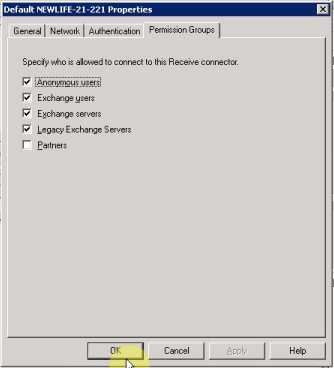 Default NEWLIFE-21-221 Properties
General Network Authentication Permission Groups
Specify who is allowed to connect to this Receive connector.
Anonymous users
Exchange users
Exchange servers
Legacy Exchange Servers
Partners
OK Cancel Apply Help